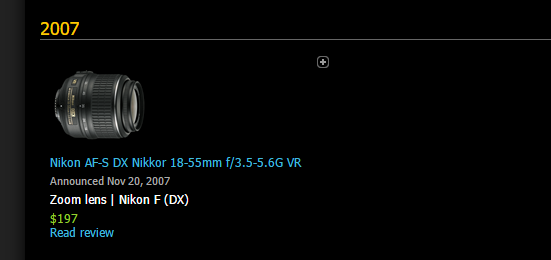 2007
Nikon AF-S DX Nikkor 18-55mm f/3.5-5.6G VR
Announced Nov 20, 2007
Zoom lens | Nikon F (DX)
$197
Read review